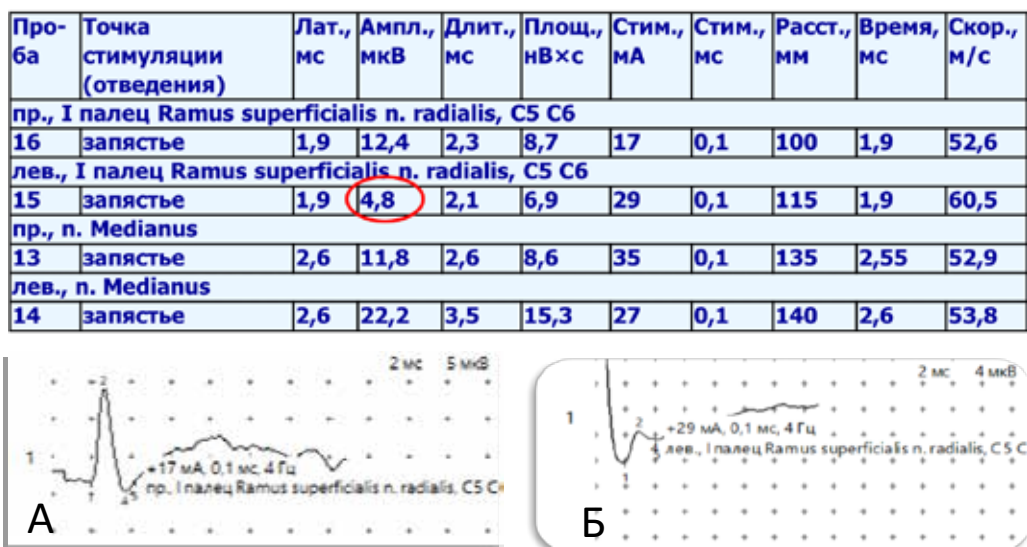 Про-ба Точка стимуляции (отведения) Лат., мс Ампл., мкВ Длит., мс Площ., нВ×с Стим., мА Стим., мс Расст., мм Время, мс Скор., м/с
пр., I палец Ramus superficialis n. radialis, C5 C6
16 запястье 1,9 12,4 2,3 8,7 17 0,1 100 1,9 52,6
лев., I палец Ramus superficialis n. radialis, C5 C6
15 запястье 1,9 4,8 2,1 6,9 29 0,1 115 1,9 60,5
пр., n. Medianus
13 запястье 2,6 11,8 2,6 8,6 35 0,1 135 2,55 52,9
лев., n. Medianus
14 запястье 2,6 22,2 3,5 15,3 27 0,1 140 2,6 53,8
2 мс 5 мкВ
2
1
+17 мА, 0,1 мс, 4 Гц
пр., I палец Ramus superficialis n. radialis, C5 C
1
А
2 мс 4 мкВ
1
2
+29 мА, 0,1 мс, 4 Гц
лев., I палец Ramus superficialis n. radialis, C5 C
1
Б